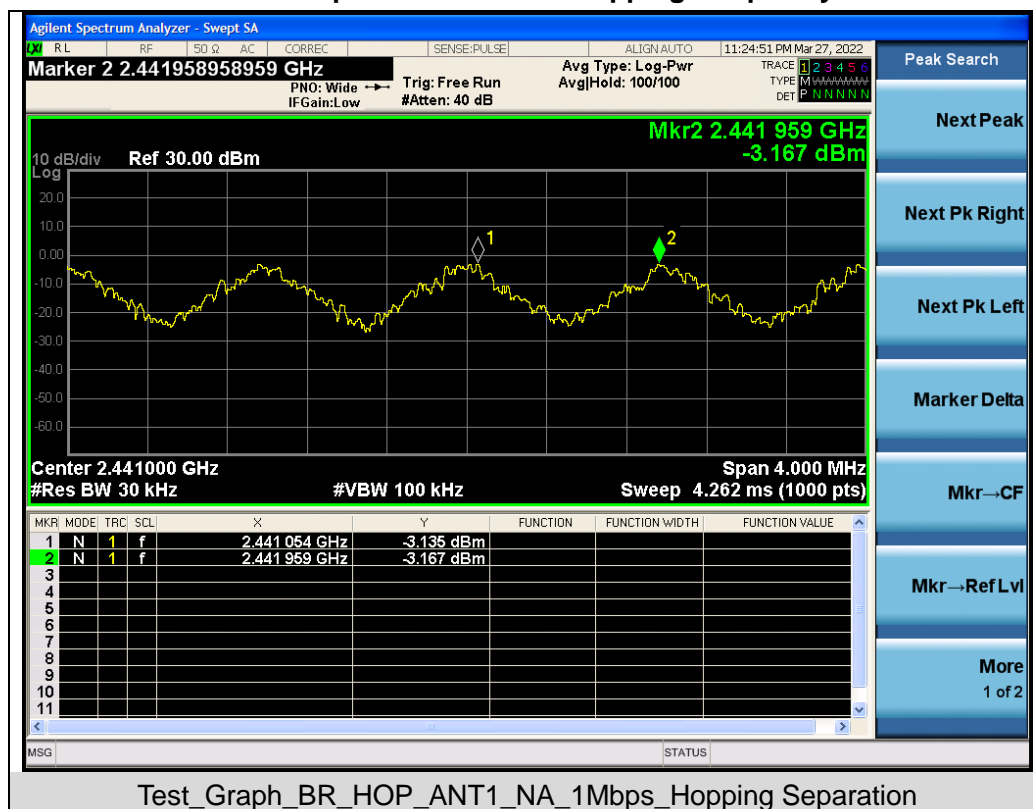 Agilent Spectrum Analyzer - Swept SA
LXI RL RF 50 Ω AC CORREC SENSE:PULSE ALIGN AUTO 11:24:51 PM Mar 27, 2022
Marker 2 2.441958958959 GHz
PNO: Wide
IFGain:Low
Trig: Free Run
#Atten: 40 dB
Avg Type: Log-Pwr
Avg|Hold: 100/100
TRACE 1 2 3 4 5 6
TYPE MWWWWW
DET P N N N N N
Mkr2 2.441 959 GHz
-3.167 dBm
10 dB/div Ref 30.00 dBm
Log
20.0
10.0
0.00
-10.0
-20.0
-30.0
-40.0
-50.0
-60.0
1
2
Center 2.441000 GHz Span 4.000 MHz
#Res BW 30 kHz #VBW 100 kHz Sweep 4.262 ms (1000 pts)
MKR MODE TRC SCL X Y FUNCTION FUNCTION WIDTH FUNCTION VALUE
1 N 1 f 2.441 054 GHz -3.135 dBm
2 N 1 f 2.441 959 GHz -3.167 dBm
3
4
5
6
7
8
9
10
11
MSG STATUS
Peak Search
Next Peak
Next Pk Right
Next Pk Left
Marker Delta
Mkr→CF
Mkr→Ref Lvl
More
1 of 2
Test_Graph_BR_HOP_ANT1_NA_1Mbps_Hopping Separation